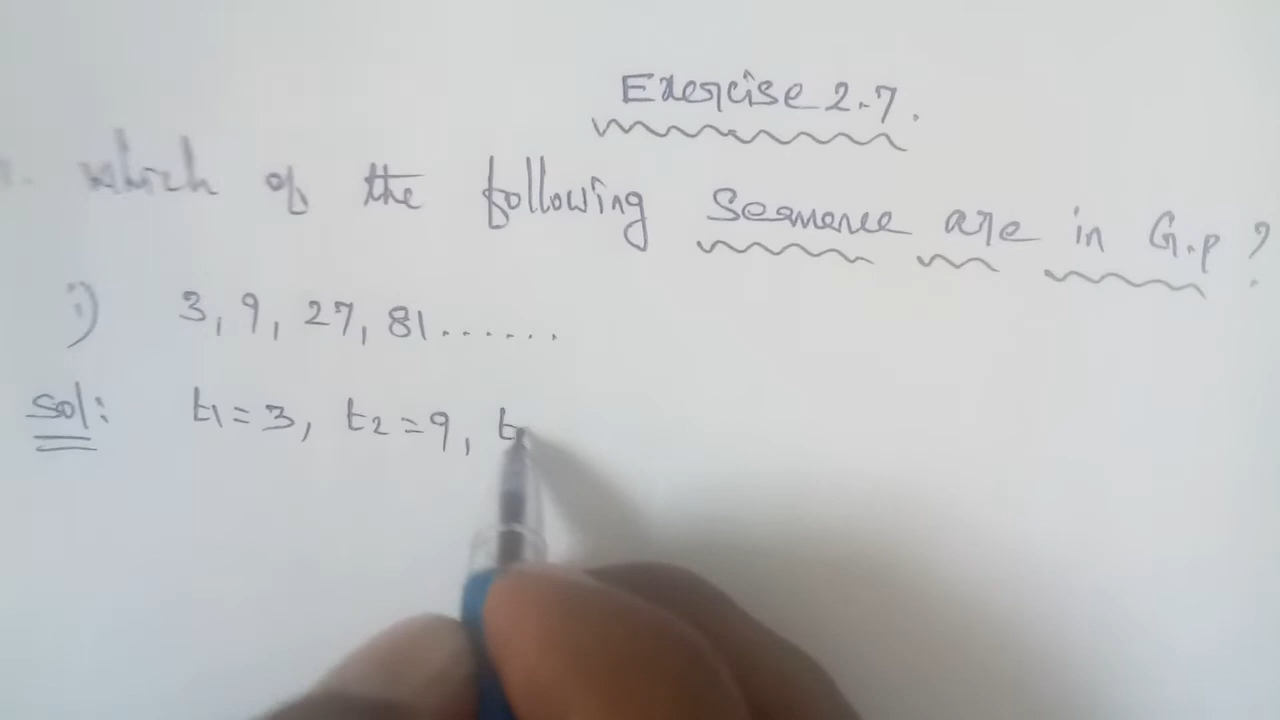 Exercise 2.7.
which of the following Sequence are in G.P ?
i) 3, 9, 27, 81......
Sol: t1 = 3, t2 = 9, t